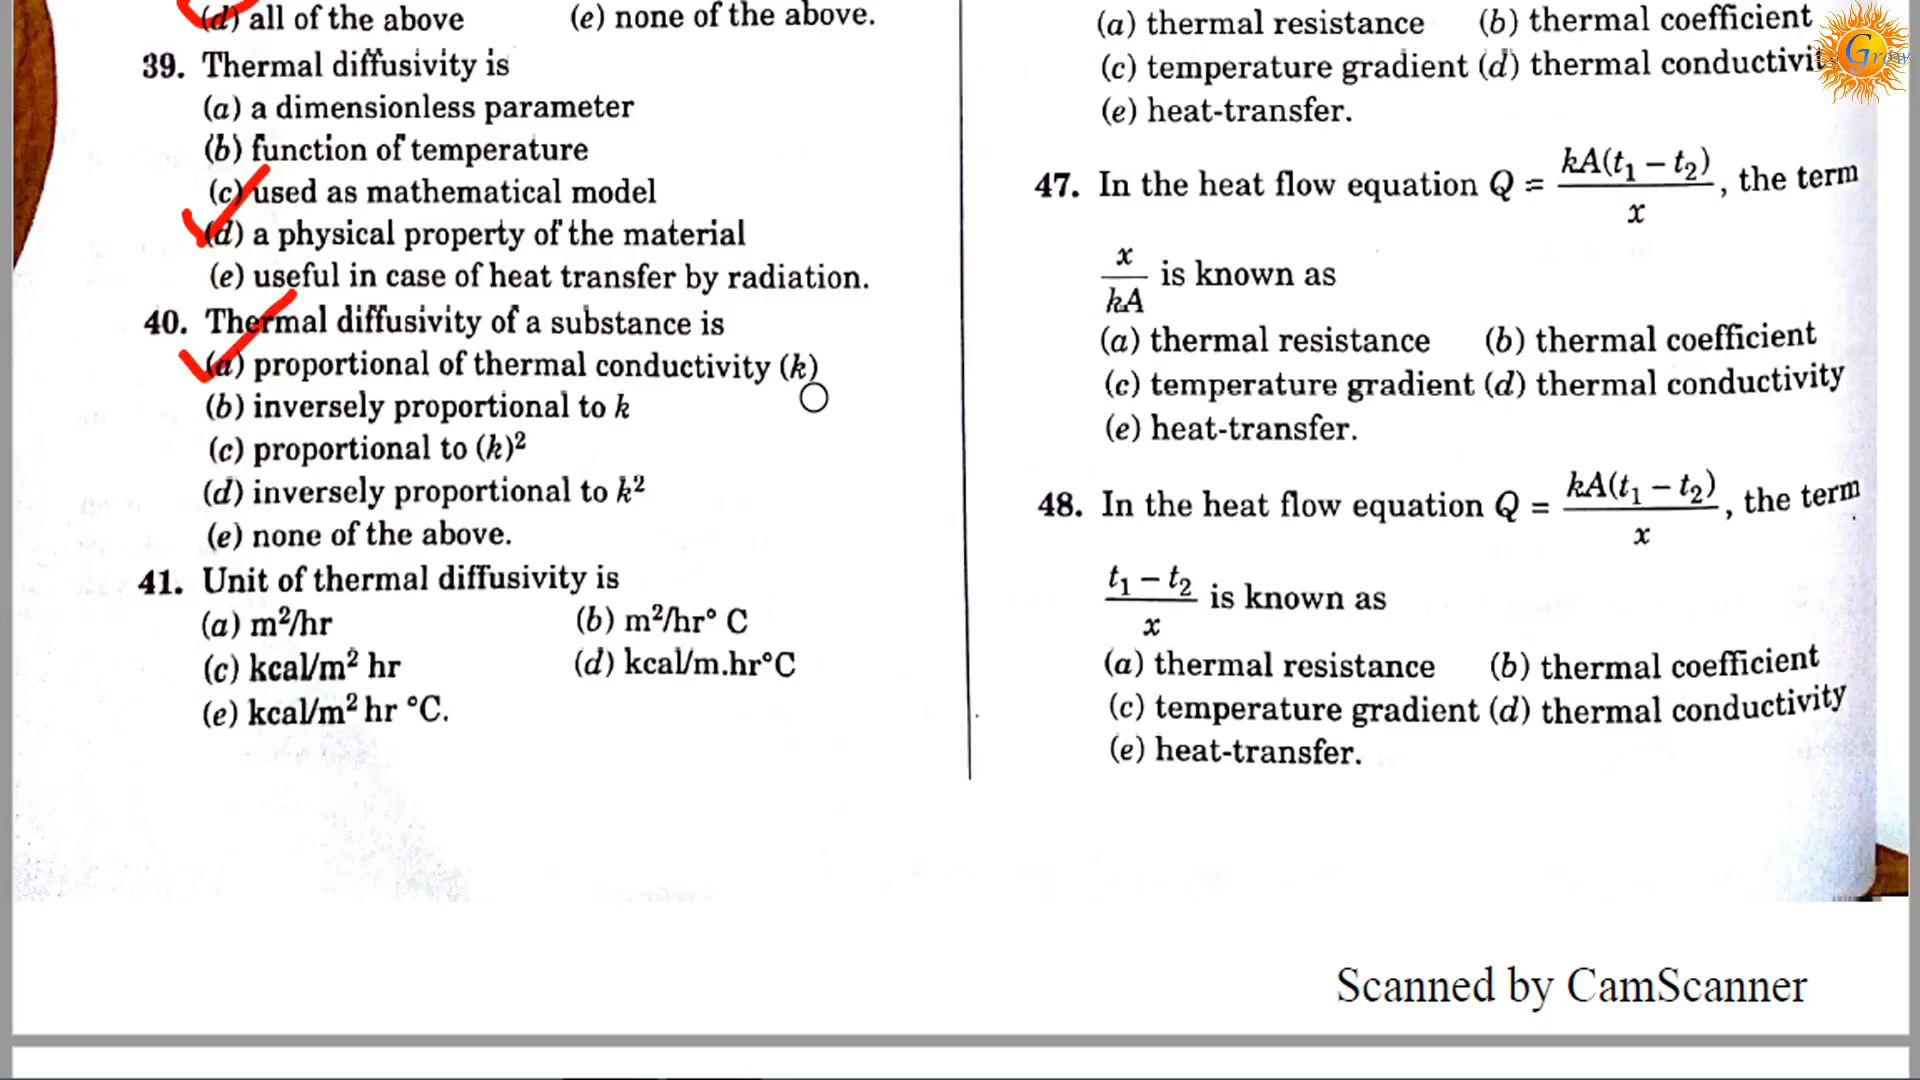 (d) all of the above (e) none of the above.
39. Thermal diffusivity is
(a) a dimensionless parameter
(b) function of temperature
(c) used as mathematical model
(d) a physical property of the material
(e) useful in case of heat transfer by radiation.
40. Thermal diffusivity of a substance is
(a) proportional of thermal conductivity (k)
(b) inversely proportional to k
(c) proportional to (k)²
(d) inversely proportional to k²
(e) none of the above.
41. Unit of thermal diffusivity is
(a) m²/hr (b) m²/hr° C
(c) kcal/m² hr (d) kcal/m.hr°C
(e) kcal/m² hr °C.
(a) thermal resistance (b) thermal coefficient
(c) temperature gradient (d) thermal conductivity
(e) heat-transfer.
47. In the heat flow equation Q = kA(t₁ − t₂)/x, the term
x/kA is known as
(a) thermal resistance (b) thermal coefficient
(c) temperature gradient (d) thermal conductivity
(e) heat-transfer.
48. In the heat flow equation Q = kA(t₁ − t₂)/x, the term
t₁ − t₂/x is known as
(a) thermal resistance (b) thermal coefficient
(c) temperature gradient (d) thermal conductivity
(e) heat-transfer.
Scanned by CamScanner